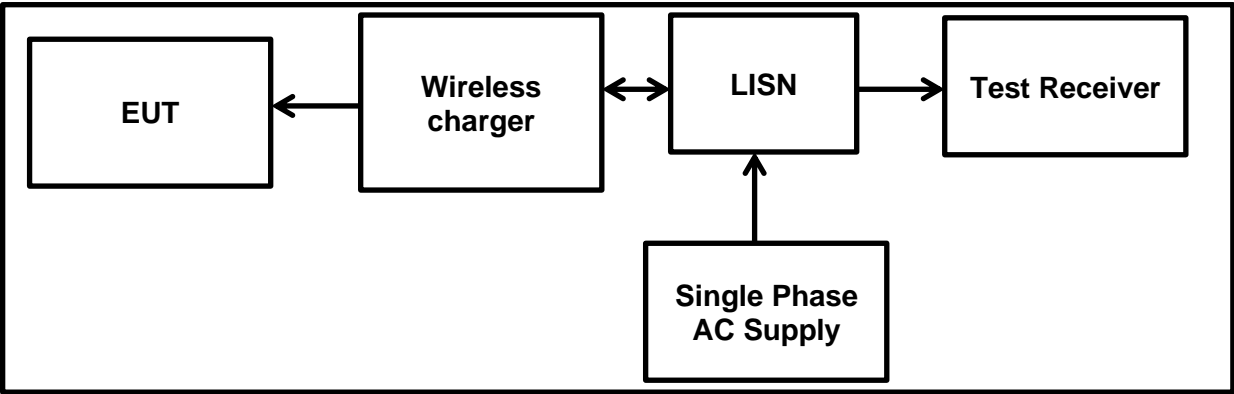 EUT
Wireless
charger
LISN
Test Receiver
Single Phase
AC Supply